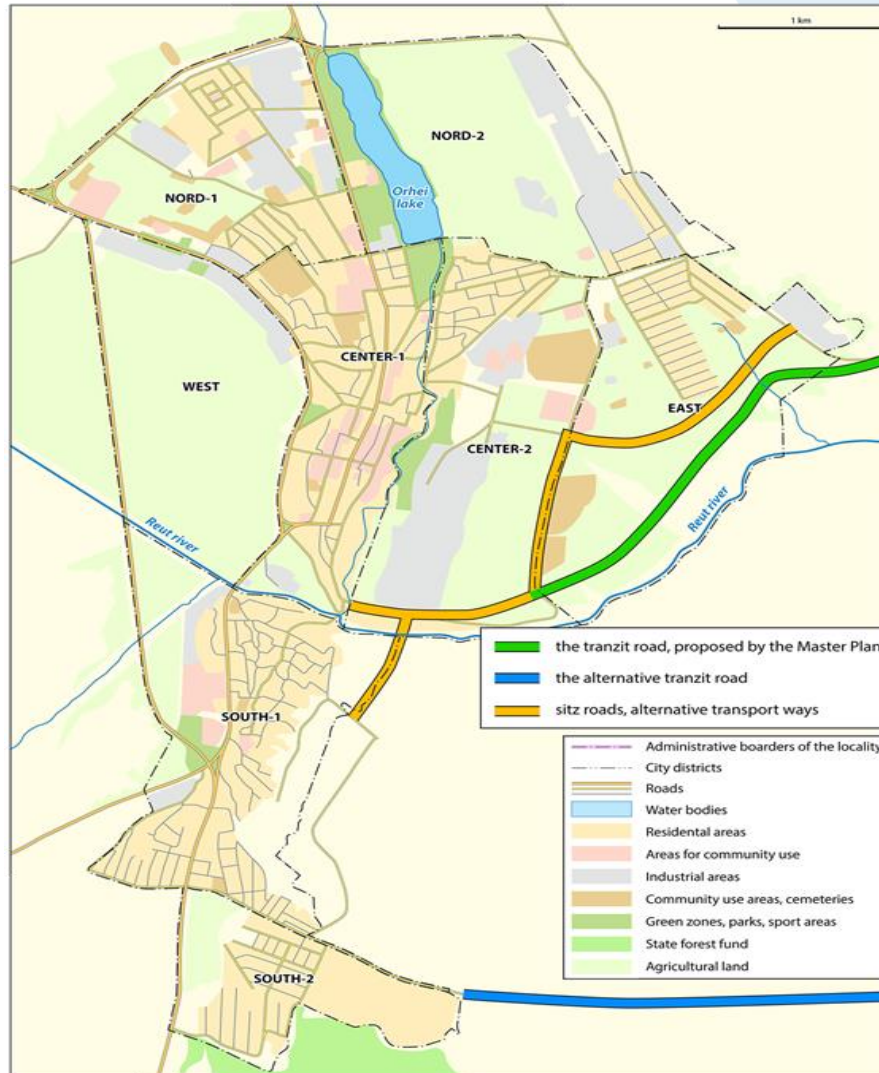 1 km
NORD-2
NORD-1
Orhei
lake
CENTER-1
WEST
EAST
CENTER-2
Reut river
Reut river
SOUTH-1
SOUTH-2
the tranzit road, proposed by the Master Plan
the alternative tranzit road
sitz roads, alternative transport ways
Administrative boarders of the locality
City districts
Roads
Water bodies
Residental areas
Areas for community use
Industrial areas
Community use areas, cemeteries
Green zones, parks, sport areas
State forest fund
Agricultural land